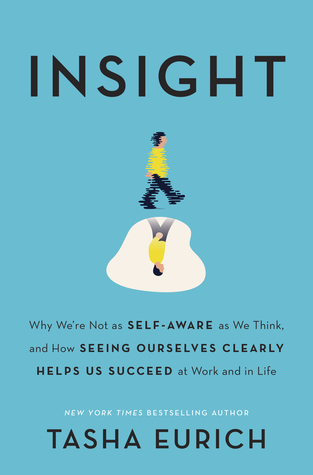 INSIGHT
Why We're Not as SELF-AWARE as We Think,
and How SEEING OURSELVES CLEARLY
HELPS US SUCCEED at Work and in Life
NEW YORK TIMES BESTSELLING AUTHOR
TASHA EURICH